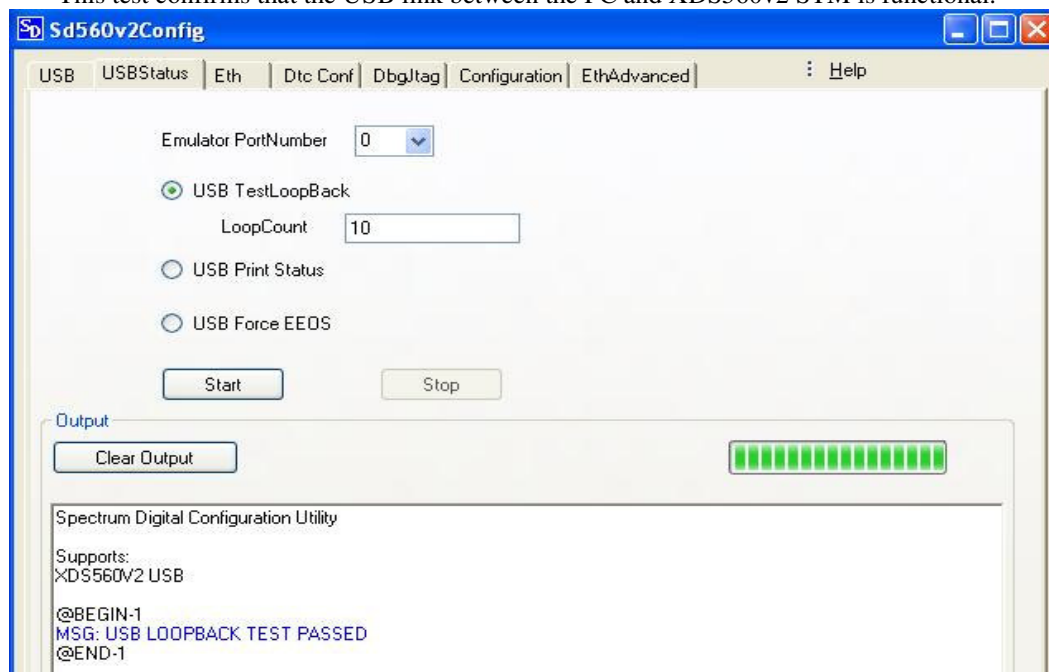 This test confirms that the USB link between the PC and XDS560v2 STM is functional.
SD Sd560v2Config
USB USBStatus Eth Dtc Conf DbgJtag Configuration EthAdvanced Help
Emulator PortNumber 0
USB TestLoopBack
LoopCount 10
USB Print Status
USB Force EEOS
Start Stop
Output
Clear Output
Spectrum Digital Configuration Utility
Supports:
XDS560V2 USB
@BEGIN-1
MSG: USB LOOPBACK TEST PASSED
@END-1